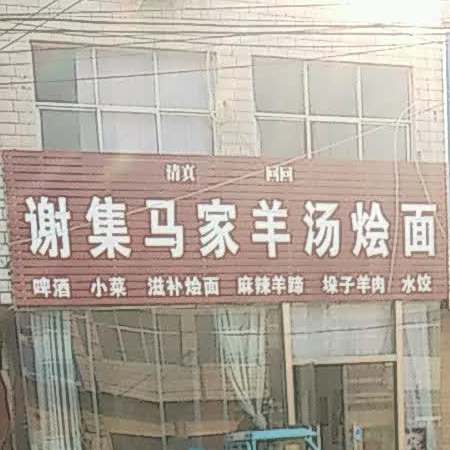 清真 回回
谢集马家羊汤烩面
啤酒 小菜 滋补烩面 麻辣羊蹄 垛子羊肉 水饺